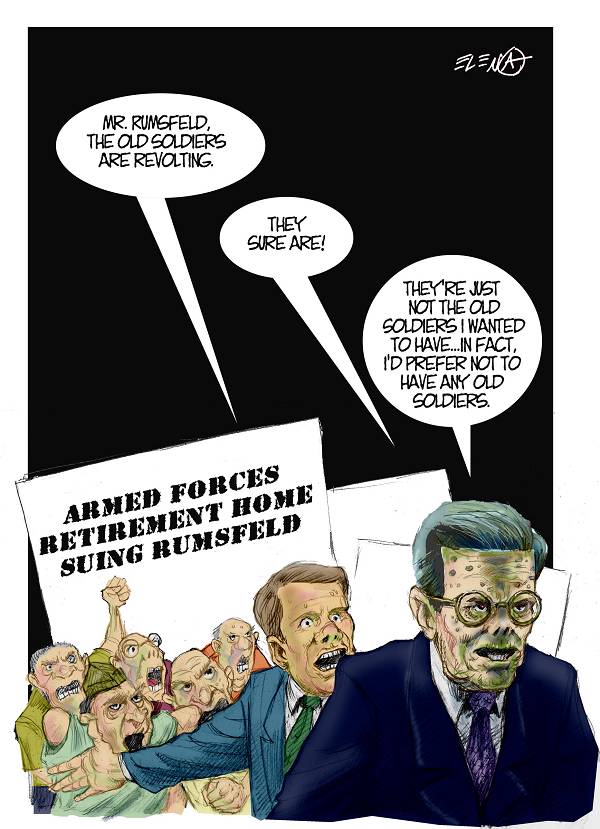 ELENA
MR. RUMSFELD,
THE OLD SOLDIERS
ARE REVOLTING.
THEY
SURE ARE!
THEY'RE JUST
NOT THE OLD
SOLDIERS I WANTED
TO HAVE...IN FACT,
I'D PREFER NOT TO
HAVE ANY OLD
SOLDIERS.
ARMED FORCES
RETIREMENT HOME
SUING RUMSFELD